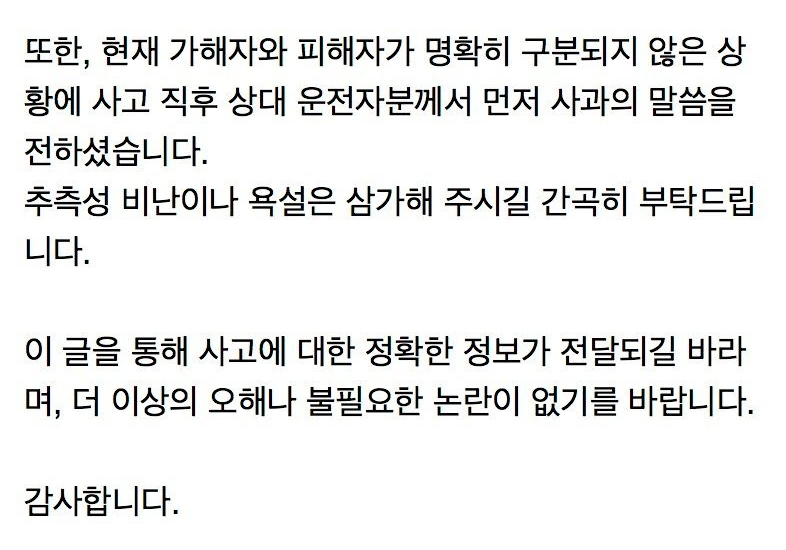 또한, 현재 가해자와 피해자가 명확히 구분되지 않은 상
황에 사고 직후 상대 운전자분께서 먼저 사과의 말씀을
전하셨습니다.
추측성 비난이나 욕설은 삼가해 주시길 간곡히 부탁드립
니다.
이 글을 통해 사고에 대한 정확한 정보가 전달되길 바라
며, 더 이상의 오해나 불필요한 논란이 없기를 바랍니다.
감사합니다.